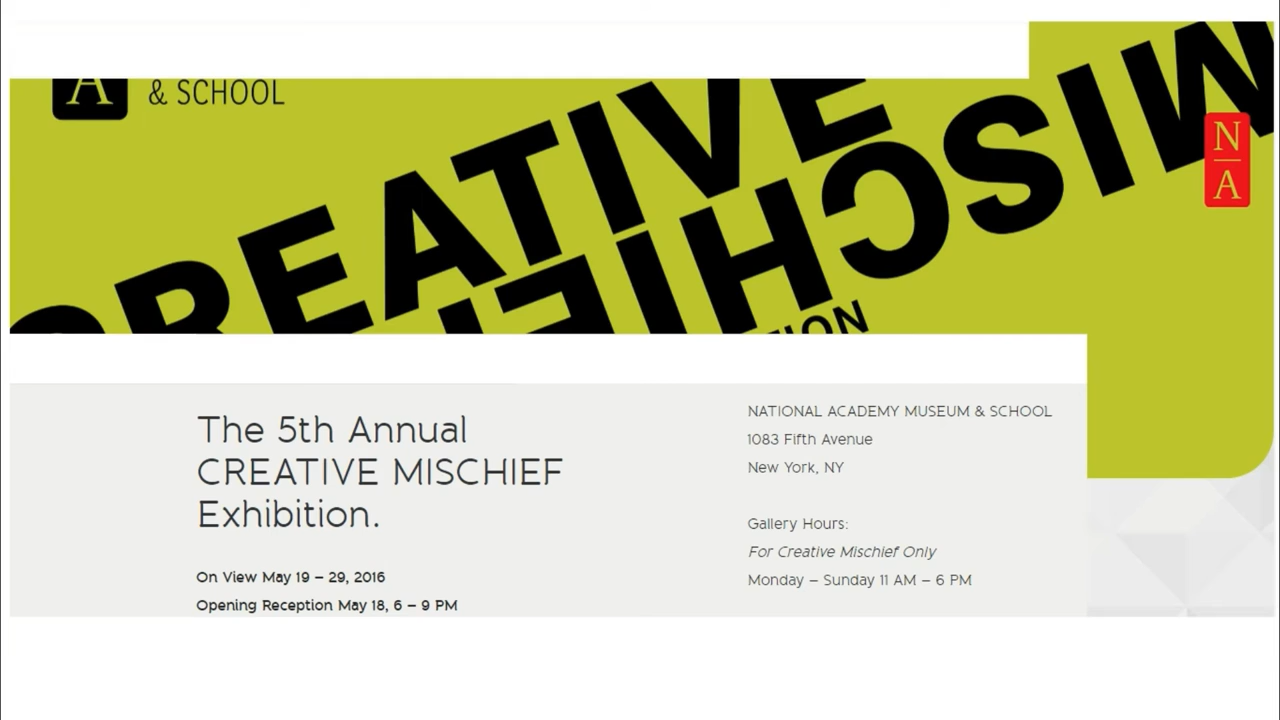 A
& SCHOOL
CREATIVE
MISCHIEF
N
A
The 5th Annual
CREATIVE MISCHIEF
Exhibition.
On View May 19 – 29, 2016
Opening Reception May 18, 6 – 9 PM
NATIONAL ACADEMY MUSEUM & SCHOOL
1083 Fifth Avenue
New York, NY
Gallery Hours:
For Creative Mischief Only
Monday – Sunday 11 AM – 6 PM